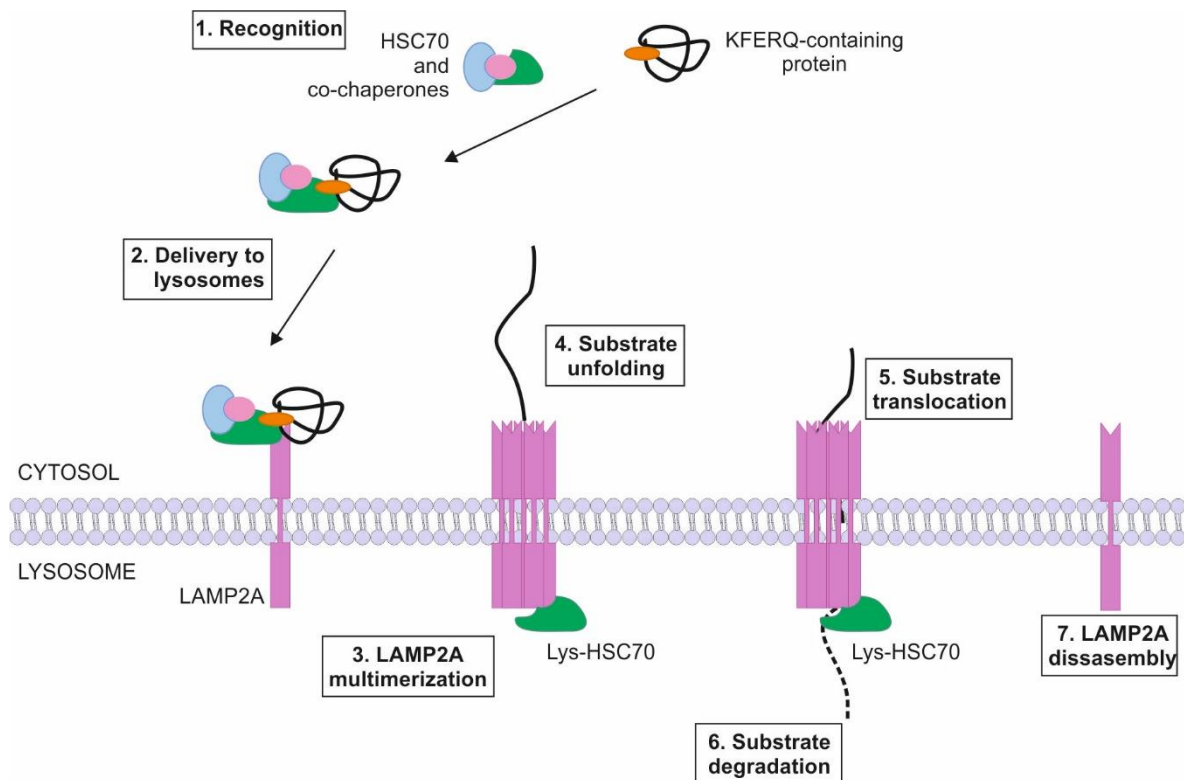 1. Recognition
HSC70
and
co-chaperones
KFERQ-containing
protein
2. Delivery to
lysosomes
4. Substrate
unfolding
5. Substrate
translocation
CYTOSOL
LYSOSOME
LAMP2A
3. LAMP2A
multimerization
Lys-HSC70
Lys-HSC70
7. LAMP2A
dissasembly
6. Substrate
degradation